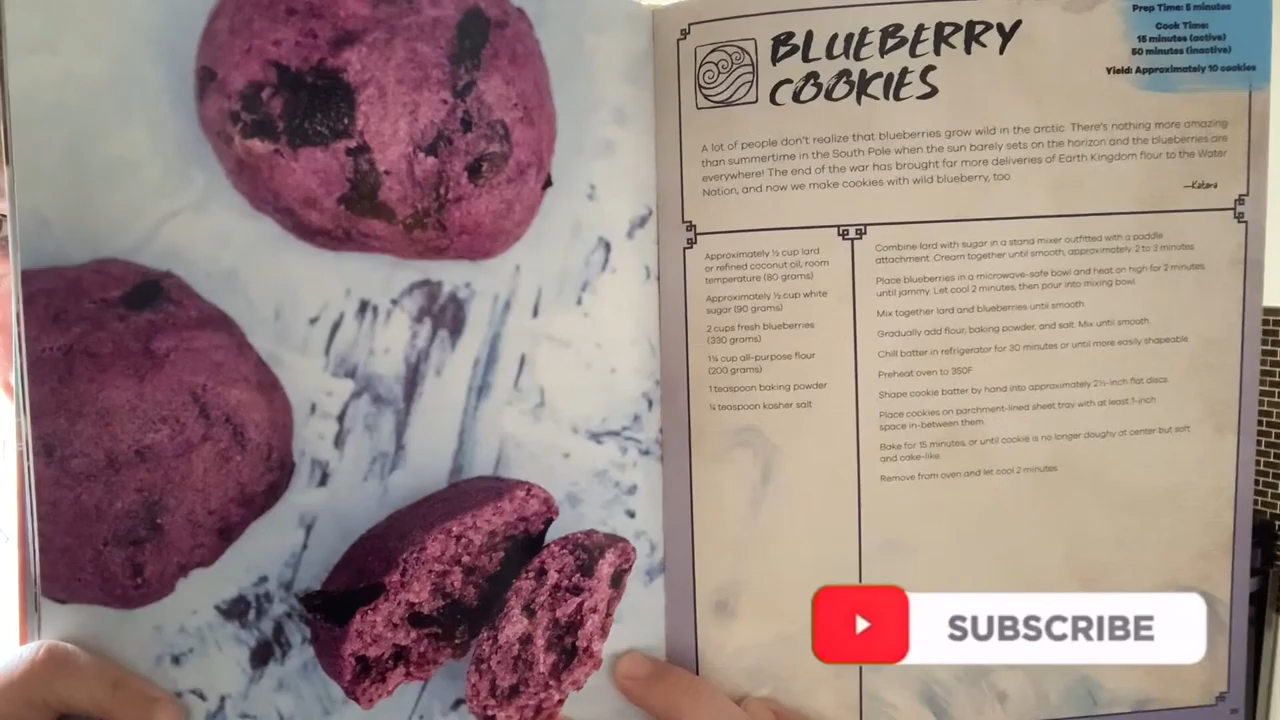 Prep Time: 5 minutes
Cook Time:
15 minutes (active)
50 minutes (inactive)
Yield: Approximately 10 cookies
BLUEBERRY
COOKIES
A lot of people don't realize that blueberries grow wild in the arctic. There's nothing more amazing
than summertime in the South Pole when the sun barely sets on the horizon and the blueberries are
everywhere! The end of the war has brought far more deliveries of Earth Kingdom flour to the Water
Nation, and now we make cookies with wild blueberry, too
—Katara
Approximately ½ cup lard
or refined coconut oil, room
temperature (80 grams)
Approximately ½ cup white
sugar (90 grams)
2 cups fresh blueberries
(330 grams)
cup all-purpose flour
(200 grams)
1 teaspoon baking powder
teaspoon kosher salt
Combine lard with sugar in a stand mixer outfitted with a paddle
attachment. Cream together until smooth, approximately 2 to 3 minutes
Place blueberries in a microwave-safe bowl and heat on high for 2 minutes,
until jammy. Let cool 2 minutes, then pour into mixing bowl
Mix together lard and blueberries until smooth
Gradually add flour, baking powder, and salt. Mix until smooth
Chill batter in refrigerator for 30 minutes or until more easily shapeable.
Preheat oven to 350F
Shape cookie batter by hand into approximately 2½-inch flat discs.
Place cookies on parchment-lined sheet tray with at least 1-inch
space in-between them.
Bake for 15 minutes, or until cookie is no longer doughy at center but soft
and cake-like
Remove from oven and let cool 2 minutes
SUBSCRIBE